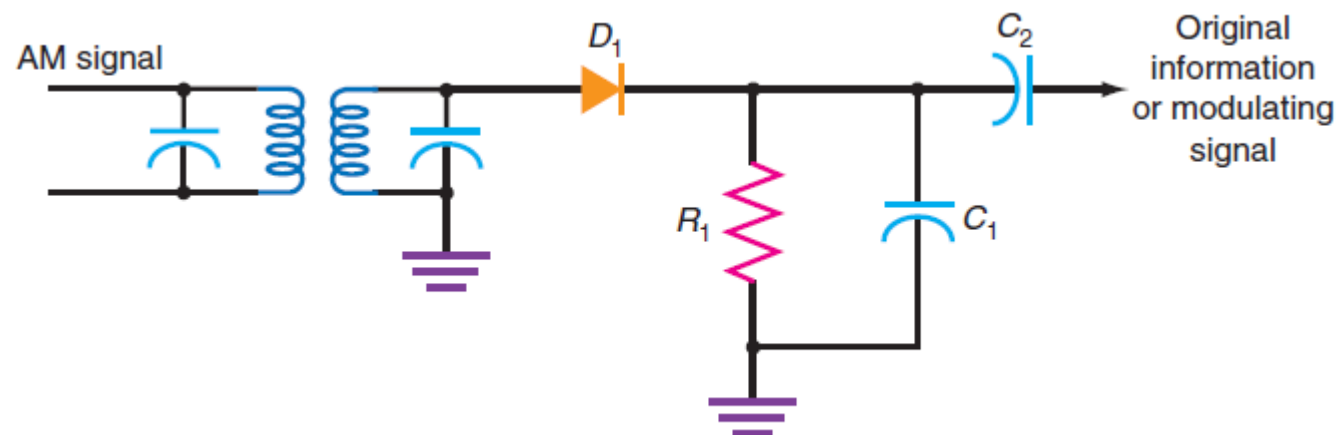 AM signal
D₁
R₁
C₁
C₂
Original
information
or modulating
signal